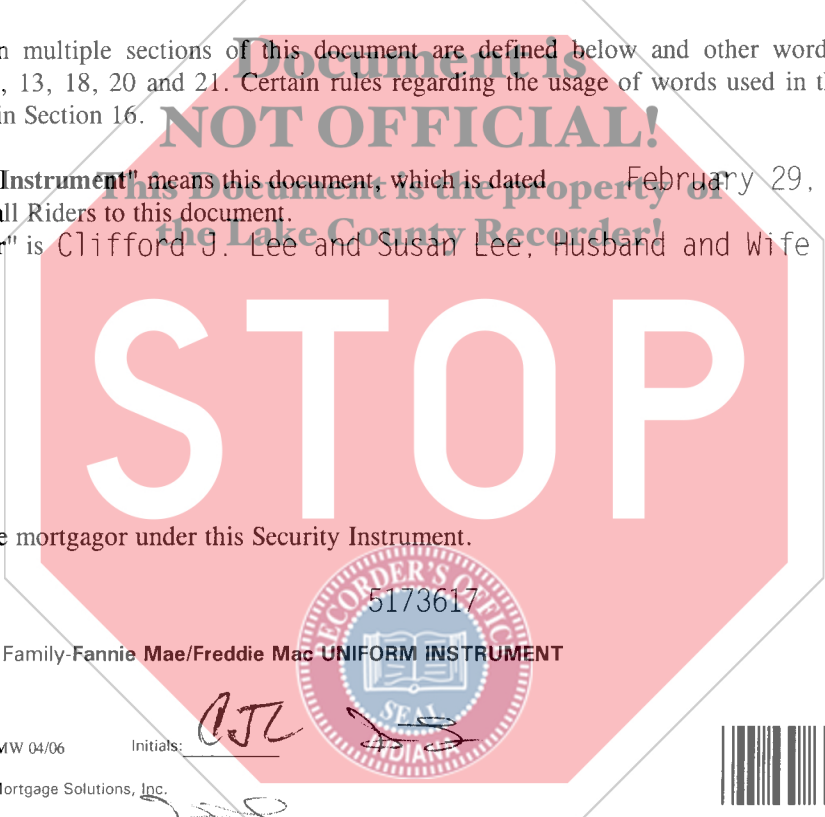 n multiple sections of this document are defined below and other word
, 13, 18, 20 and 21. Certain rules regarding the usage of words used in t
in Section 16.
Document is
NOT OFFICIAL!
This Document is the property of
the Lake County Recorder!
Instrument" means this document, which is dated February 29,
all Riders to this document.
r" is Clifford J. Lee and Susan Lee, Husband and Wife
STOP
e mortgagor under this Security Instrument.
5173617
RECORDER'S OFFICE
SEAL
INDIANA
Family-Fannie Mae/Freddie Mac UNIFORM INSTRUMENT
MW 04/06 Initials: CJL
Mortgage Solutions, Inc.